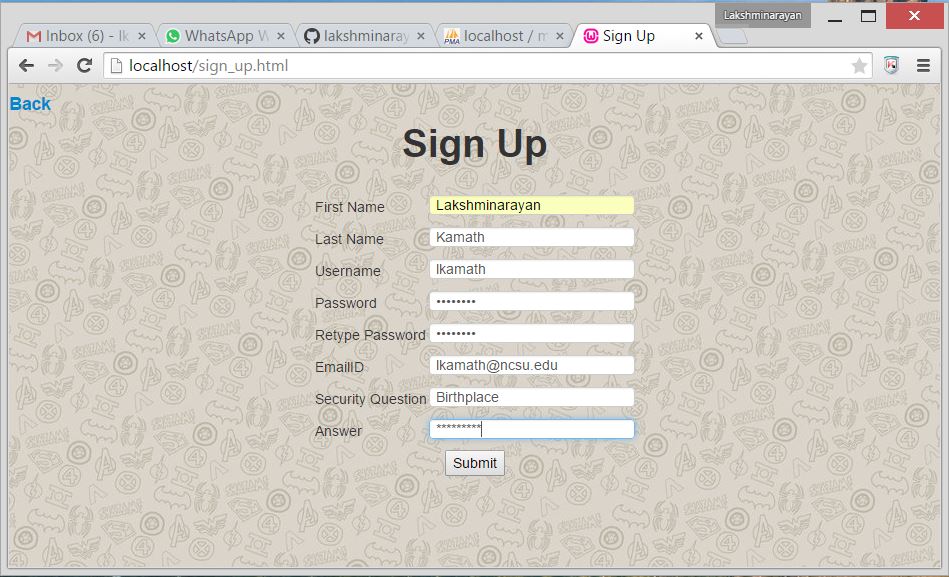 Lakshminarayan
Inbox (6) - lk
WhatsApp W
lakshminaray
localhost / m
Sign Up
localhost/sign_up.html
Back
Sign Up
First Name Lakshminarayan
Last Name Kamath
Username lkamath
Password ••••••••
Retype Password ••••••••
EmailID lkamath@ncsu.edu
Security Question Birthplace
Answer *********
Submit